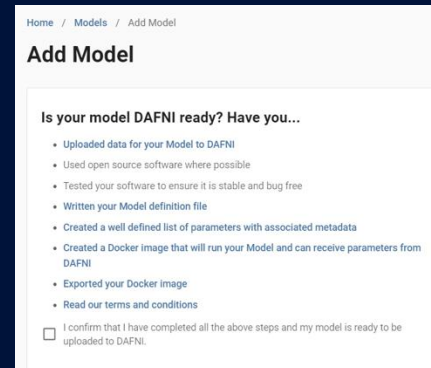 Home / Models / Add Model
Add Model
Is your model DAFNI ready? Have you...
• Uploaded data for your Model to DAFNI
• Used open source software where possible
• Tested your software to ensure it is stable and bug free
• Written your Model definition file
• Created a well defined list of parameters with associated metadata
• Created a Docker image that will run your Model and can receive parameters from
DAFNI
• Exported your Docker image
• Read our terms and conditions
I confirm that I have completed all the above steps and my model is ready to be
uploaded to DAFNI.